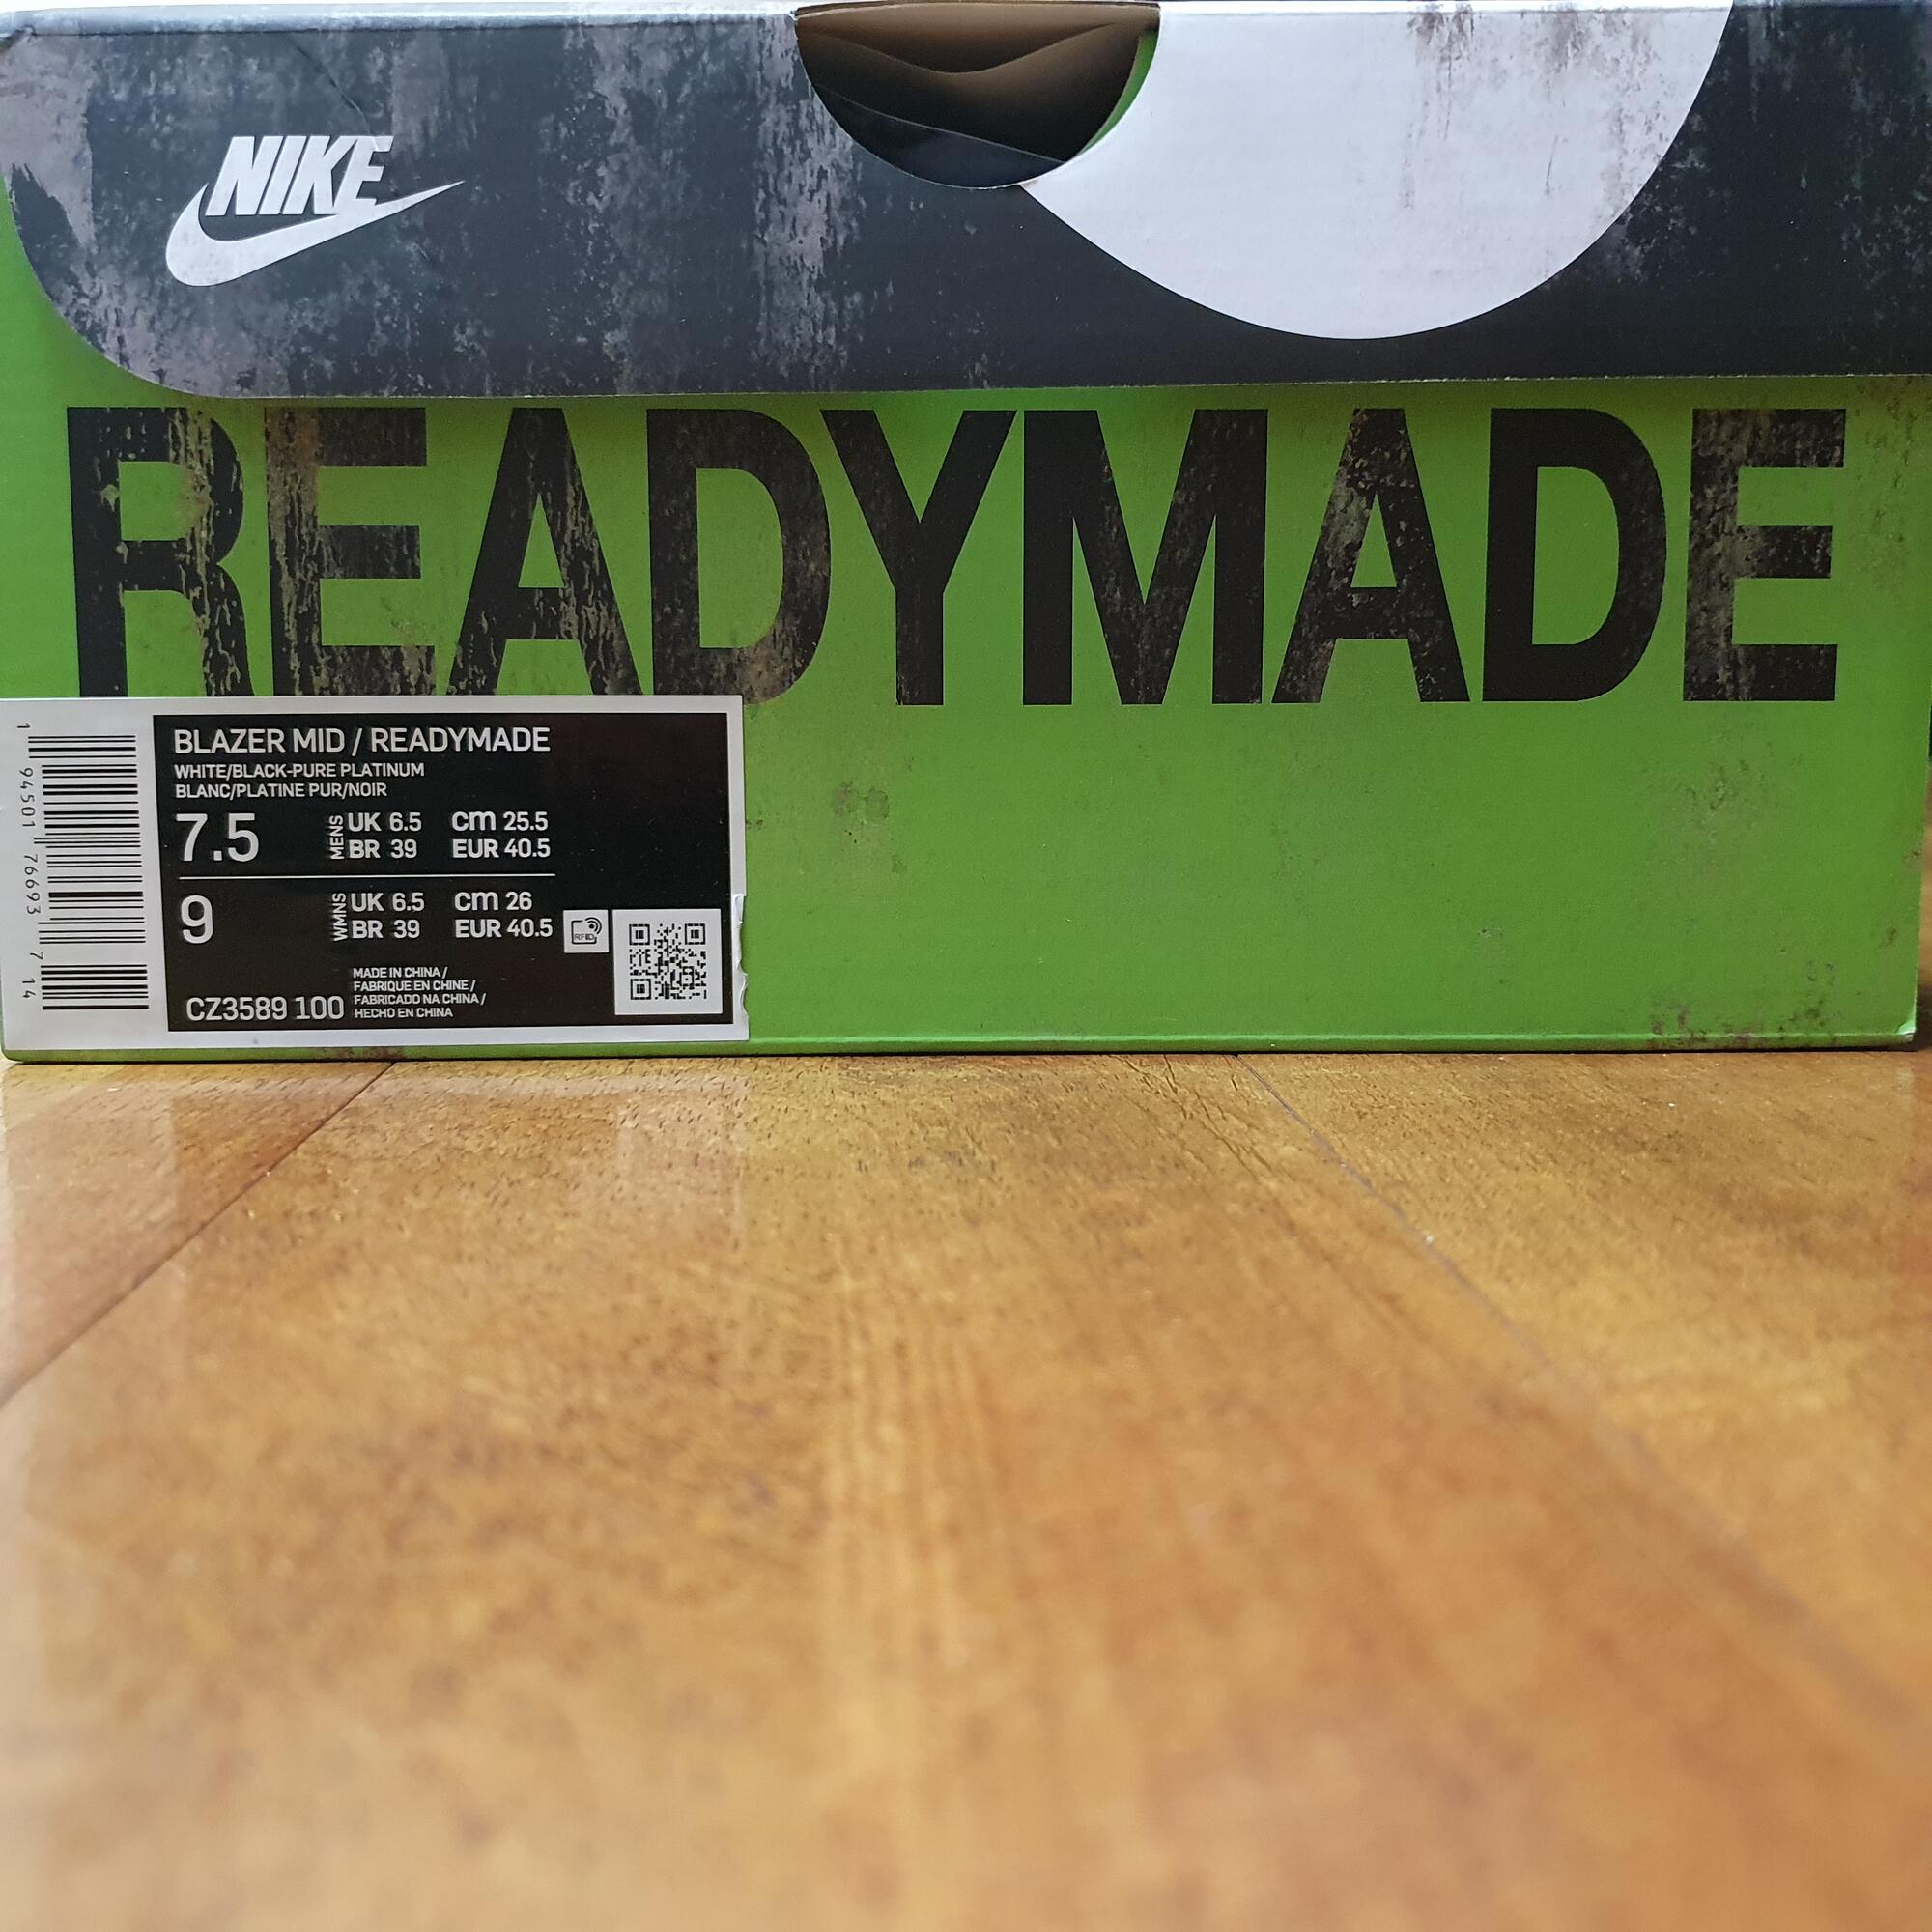 NIKE
READYMADE
BLAZER MID / READYMADE
WHITE/BLACK-PURE PLATINUM
BLANC/PLATINE PUR/NOIR
7.5 MENS UK 6.5 cm 25.5
BR 39 EUR 40.5
9 WMNS UK 6.5 cm 26
BR 39 EUR 40.5
RFID
MADE IN CHINA /
FABRIQUE EN CHINE /
FABRICADO NA CHINA /
HECHO EN CHINA
CZ3589 100
1 94501 76693 7 14